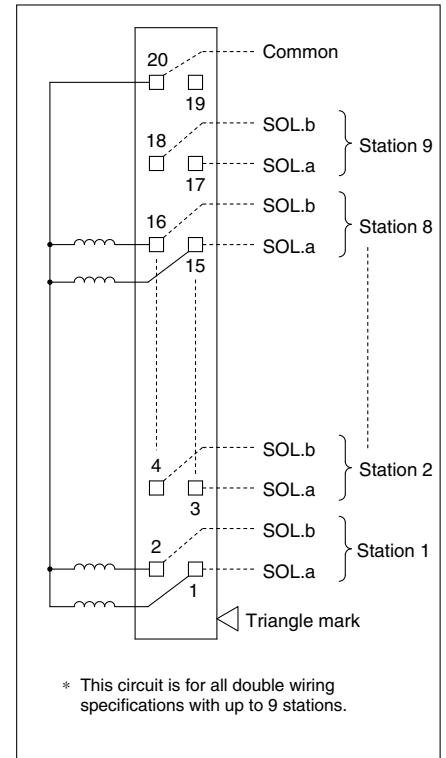 20
Common
19
SOL.b
18
Station 9
SOL.a
17
SOL.b
16
Station 8
SOL.a
15
SOL.b
4
Station 2
SOL.a
3
SOL.b
2
Station 1
SOL.a
1
Triangle mark
* This circuit is for all double wiring
specifications with up to 9 stations.